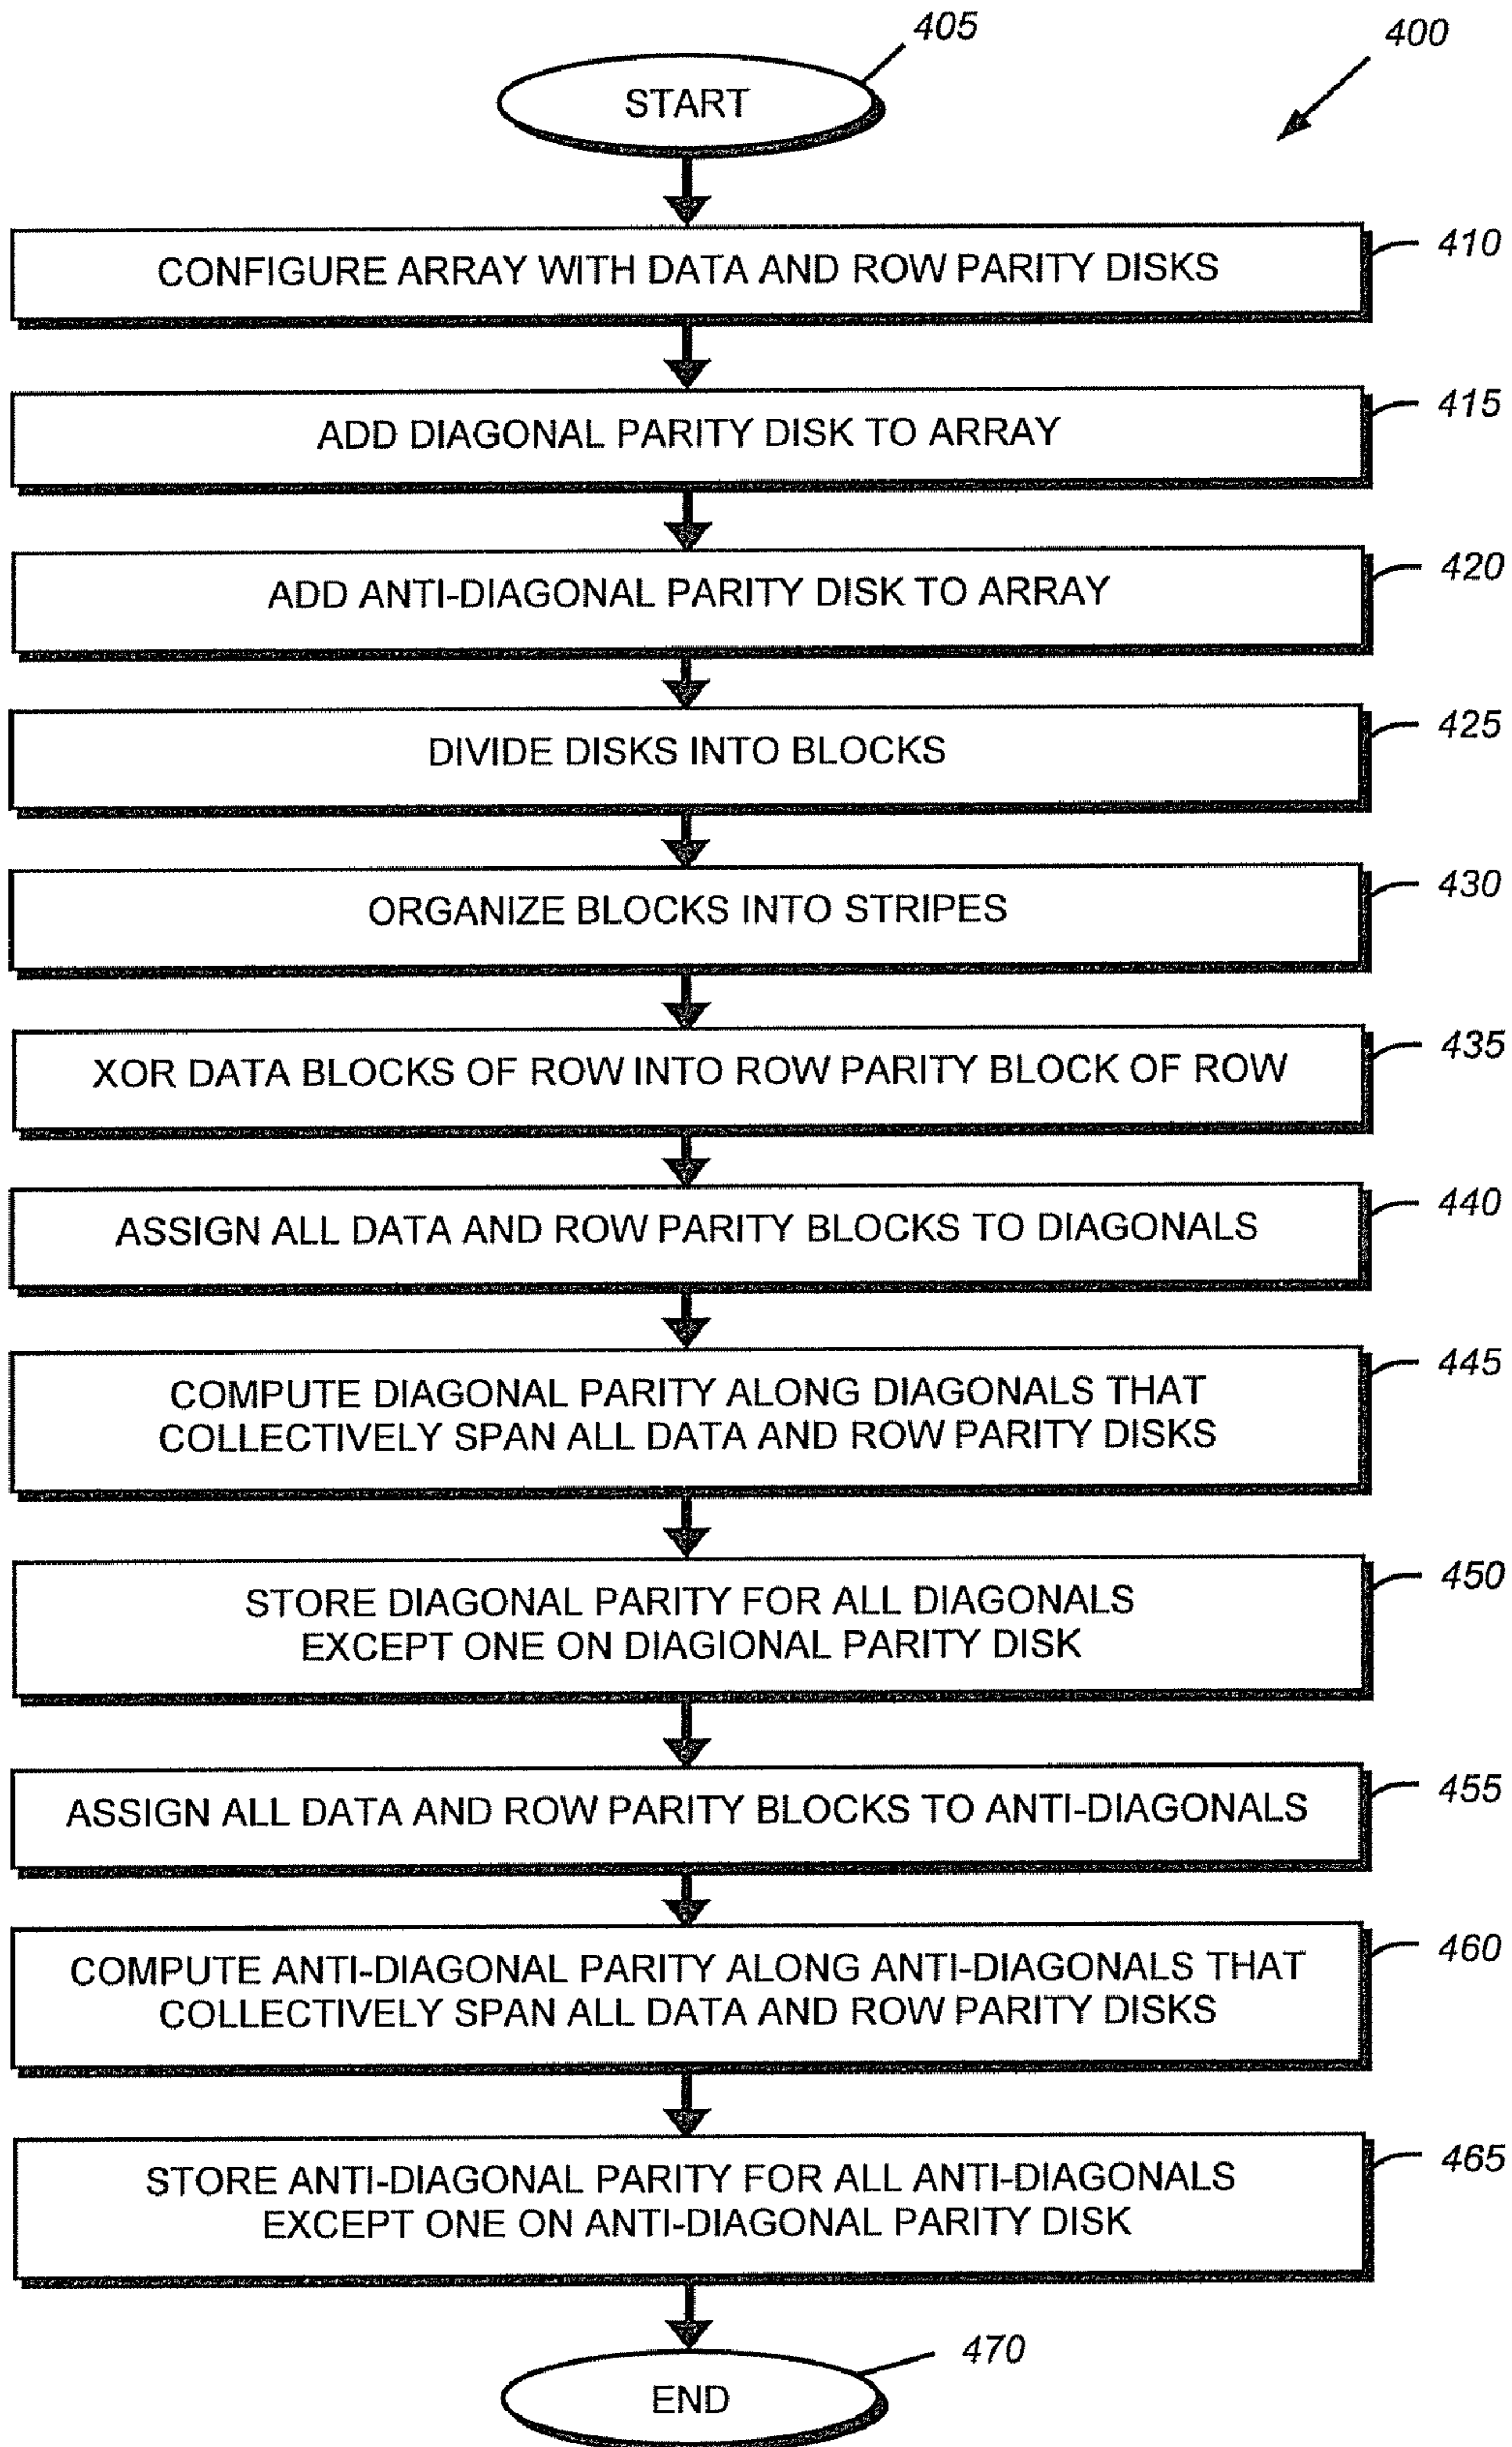 405
400
START
CONFIGURE ARRAY WITH DATA AND ROW PARITY DISKS
410
ADD DIAGONAL PARITY DISK TO ARRAY
415
ADD ANTI-DIAGONAL PARITY DISK TO ARRAY
420
DIVIDE DISKS INTO BLOCKS
425
ORGANIZE BLOCKS INTO STRIPES
430
XOR DATA BLOCKS OF ROW INTO ROW PARITY BLOCK OF ROW
435
ASSIGN ALL DATA AND ROW PARITY BLOCKS TO DIAGONALS
440
COMPUTE DIAGONAL PARITY ALONG DIAGONALS THAT
COLLECTIVELY SPAN ALL DATA AND ROW PARITY DISKS
445
STORE DIAGONAL PARITY FOR ALL DIAGONALS
EXCEPT ONE ON DIAGIONAL PARITY DISK
450
ASSIGN ALL DATA AND ROW PARITY BLOCKS TO ANTI-DIAGONALS
455
COMPUTE ANTI-DIAGONAL PARITY ALONG ANTI-DIAGONALS THAT
COLLECTIVELY SPAN ALL DATA AND ROW PARITY DISKS
460
STORE ANTI-DIAGONAL PARITY FOR ALL ANTI-DIAGONALS
EXCEPT ONE ON ANTI-DIAGONAL PARITY DISK
465
470
END